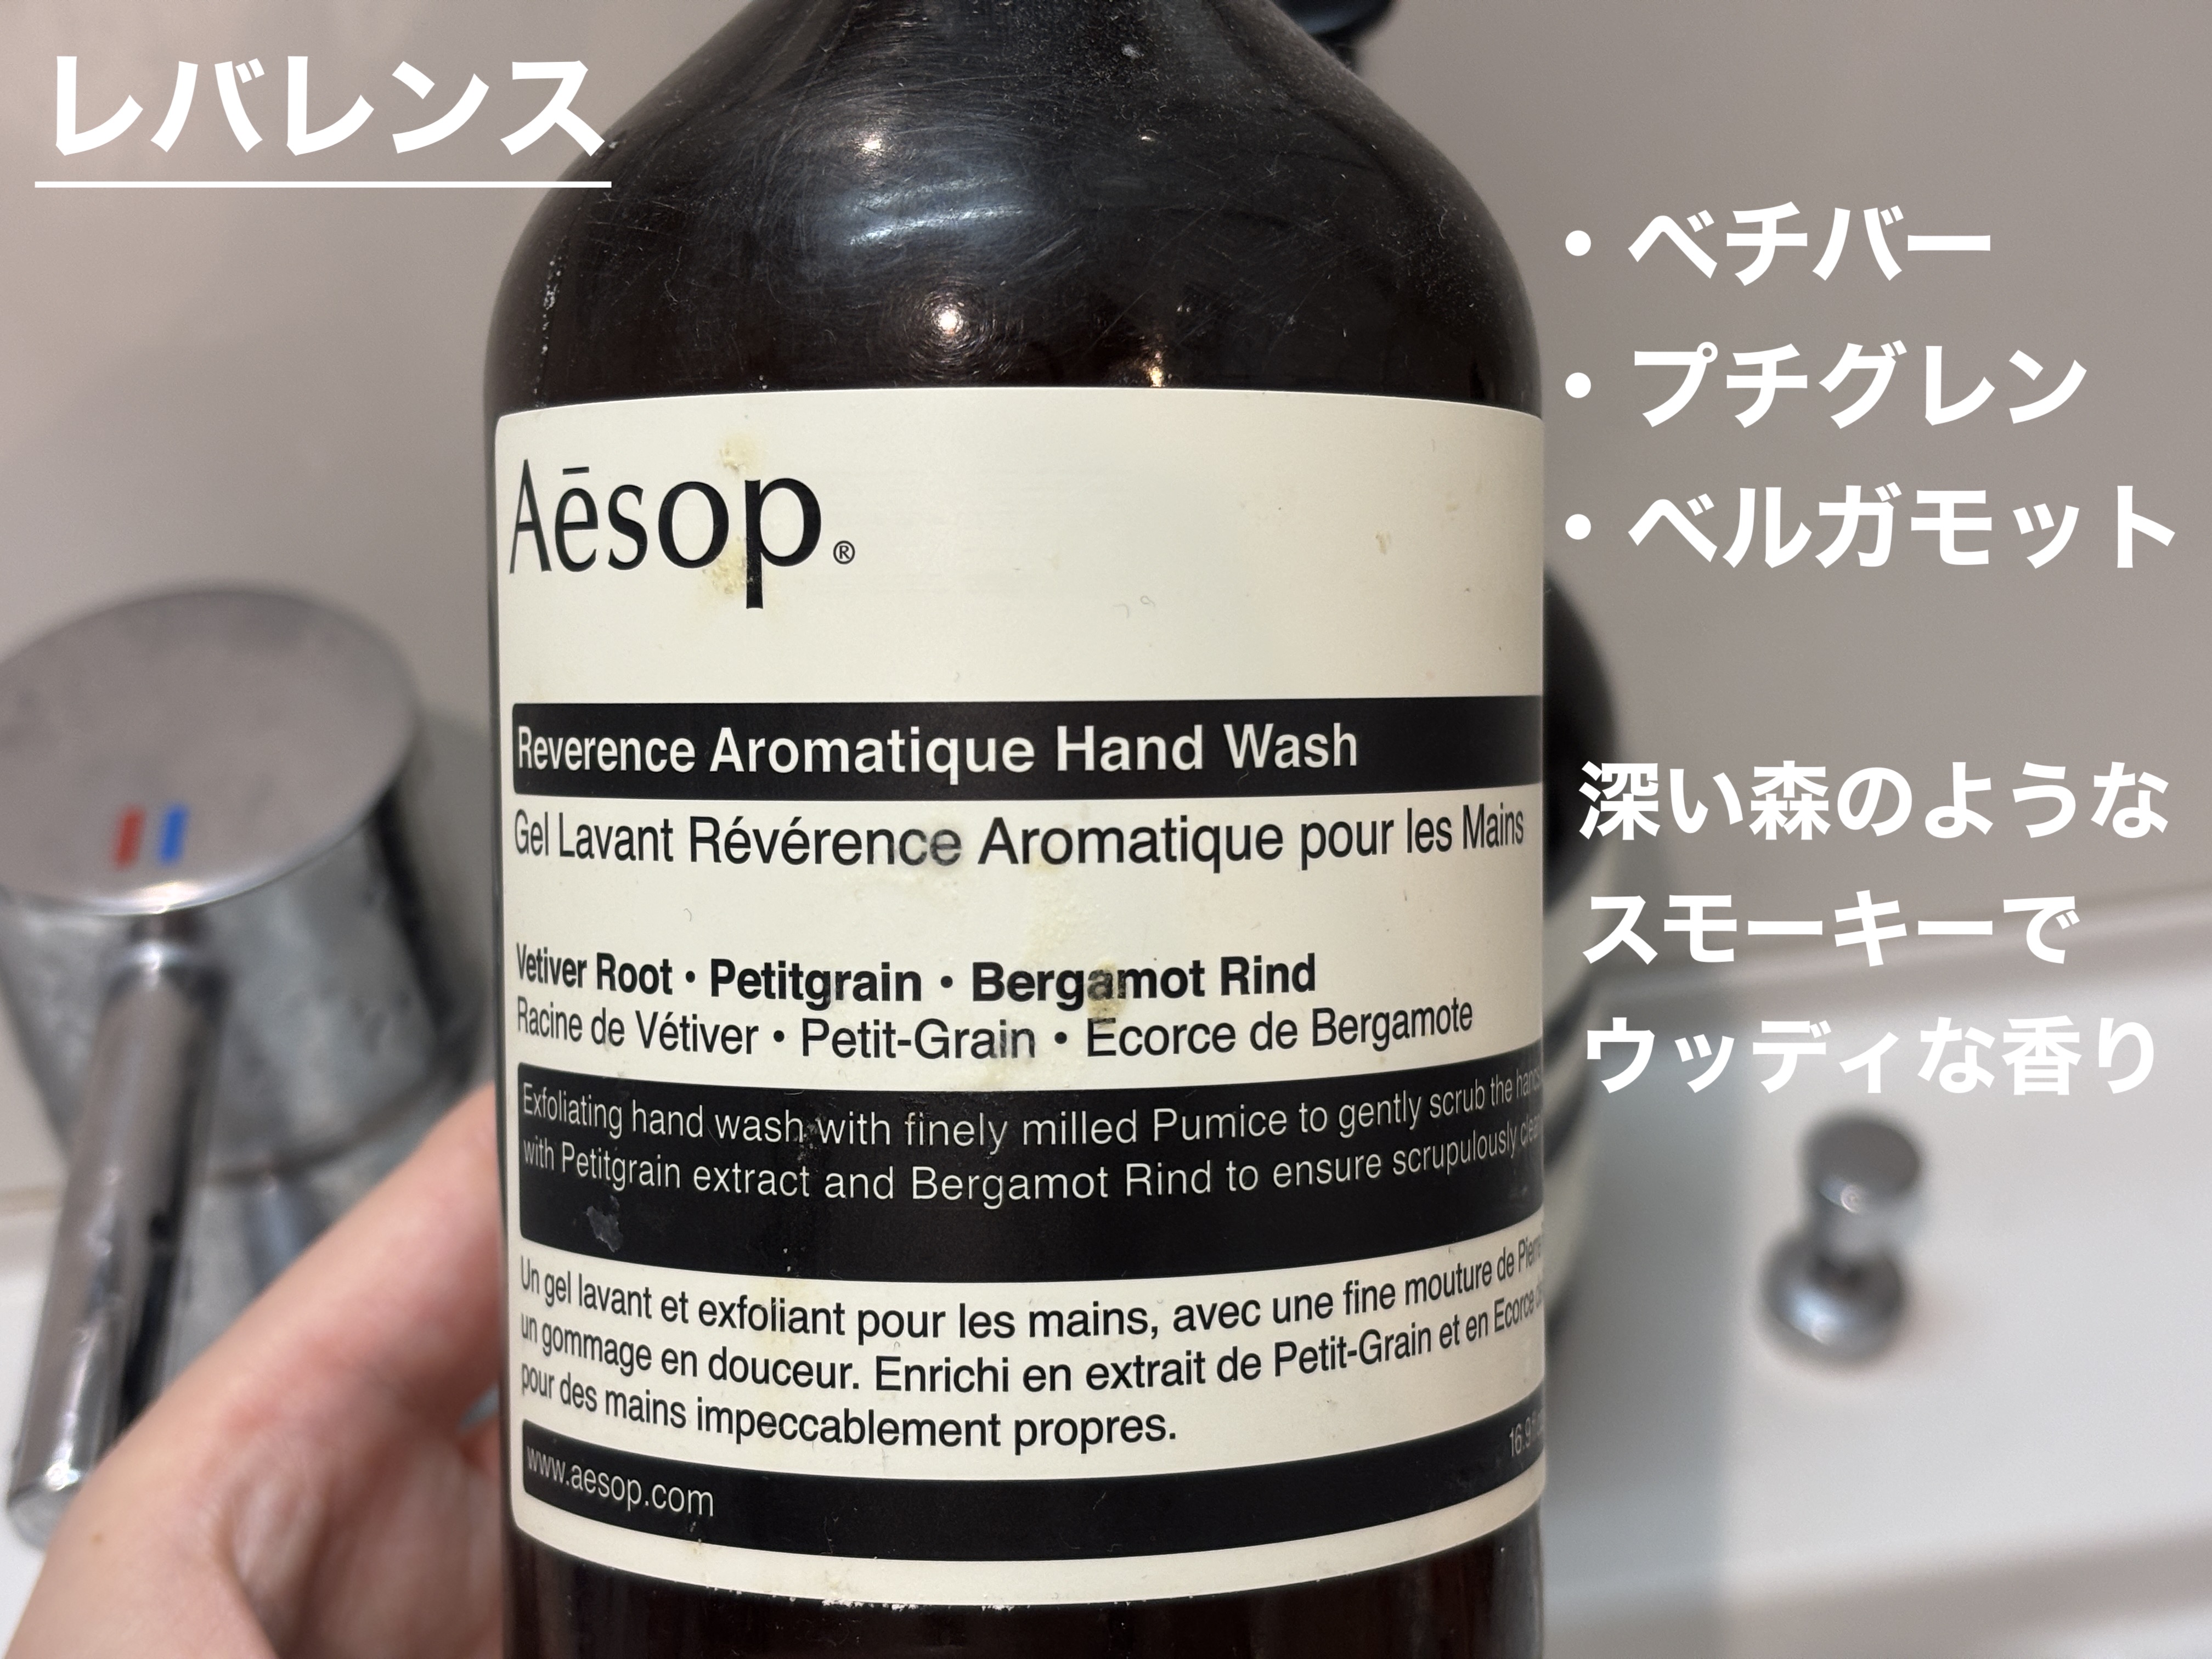 レバレンス
・ベチバー
・プチグレン
・ベルガモット
深い森のような
スモーキーで
ウッディな香り
Aēsop®
Reverence Aromatique Hand Wash
Gel Lavant Révérence Aromatique pour les Mains
Vetiver Root • Petitgrain • Bergamot Rind
Racine de Vétiver • Petit-Grain • Ecorce de Bergamote
Exfoliating hand wash with finely milled Pumice to gently scrub the
with Petitgrain extract and Bergamot Rind to ensure scrupulously
Un gel lavant et exfoliant pour les mains, avec une fine mouture de
un gommage en douceur. Enrichi en extrait de Petit-Grain et en Ecorce
pour des mains impeccablement propres.
www.aesop.com